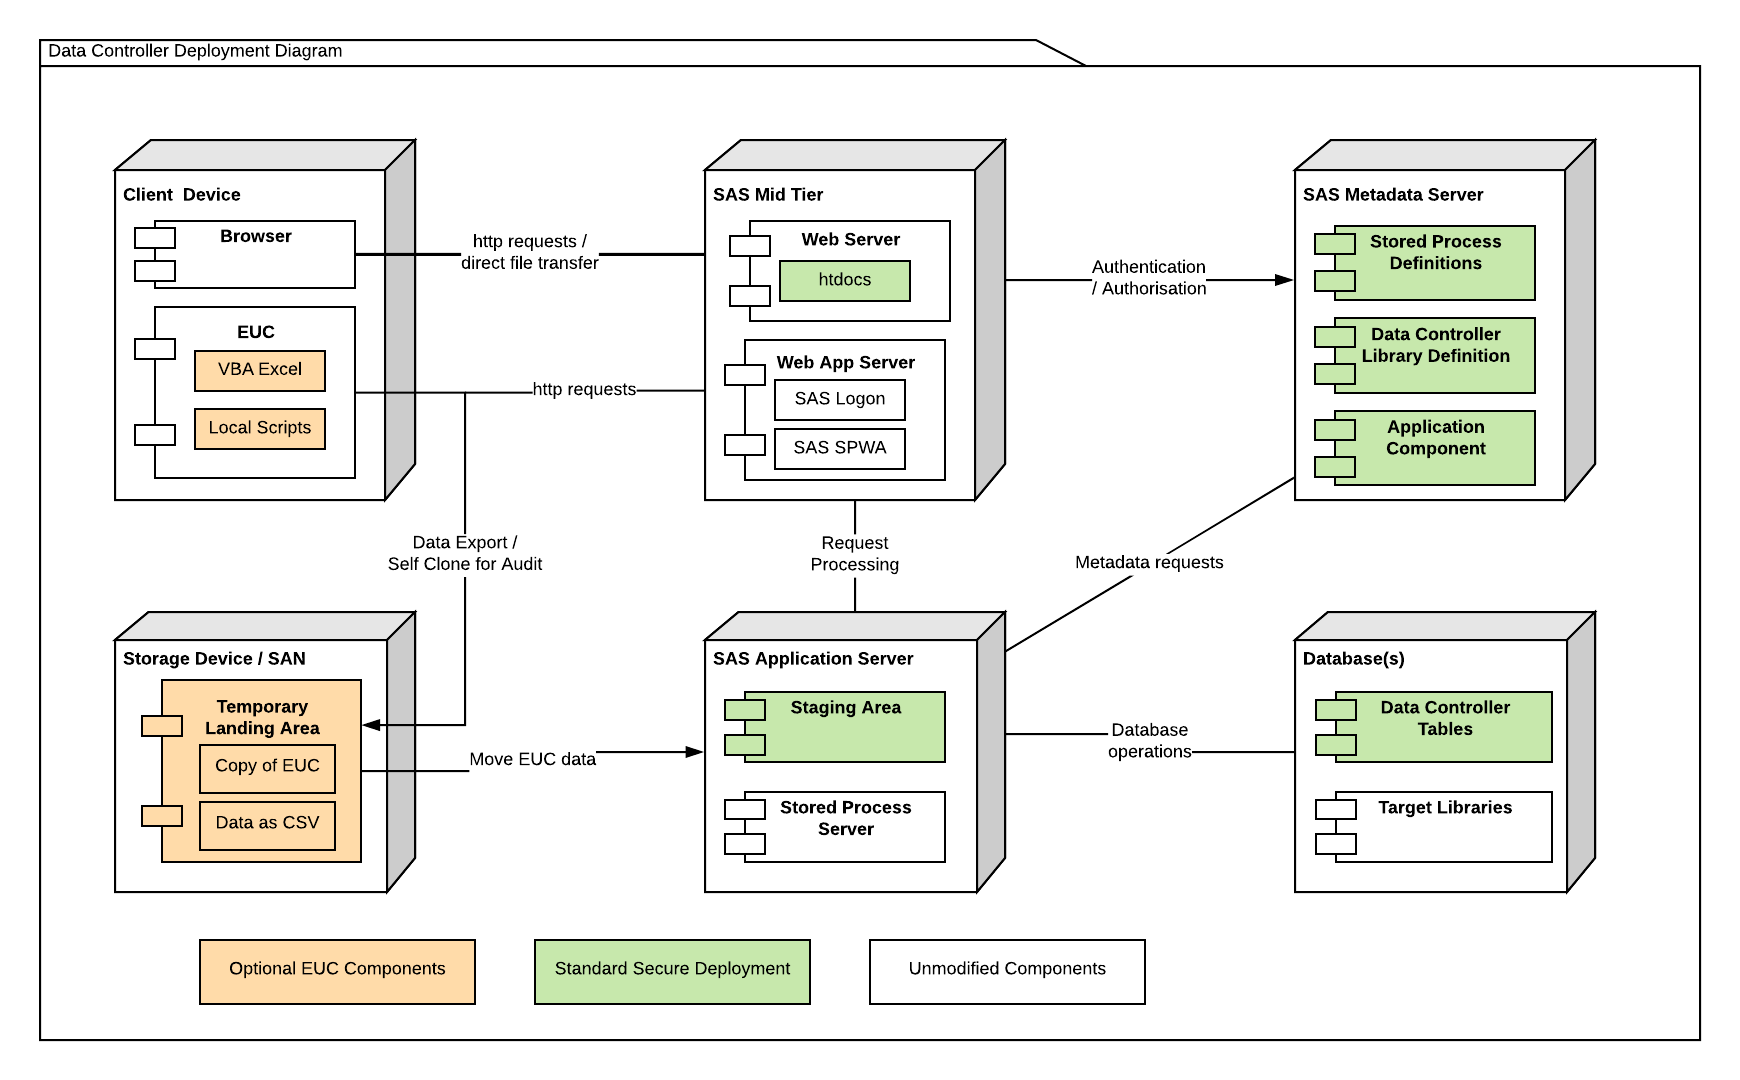 Data Controller Deployment Diagram
Client  Device
Browser
EUC
VBA Excel
Local Scripts
http requests /
direct file transfer
http requests
SAS Mid Tier
Web Server
htdocs
Web App Server
SAS Logon
SAS SPWA
Authentication
/ Authorisation
SAS Metadata Server
Stored Process
Definitions
Data Controller
Library Definition
Application
Component
Data Export /
Self Clone for Audit
Request
Processing
Metadata requests
Storage Device / SAN
Temporary
Landing Area
Copy of EUC
Data as CSV
Move EUC data
SAS Application Server
Staging Area
Stored Process
Server
Database
operations
Database(s)
Data Controller
Tables
Target Libraries
Optional EUC Components
Standard Secure Deployment
Unmodified Components